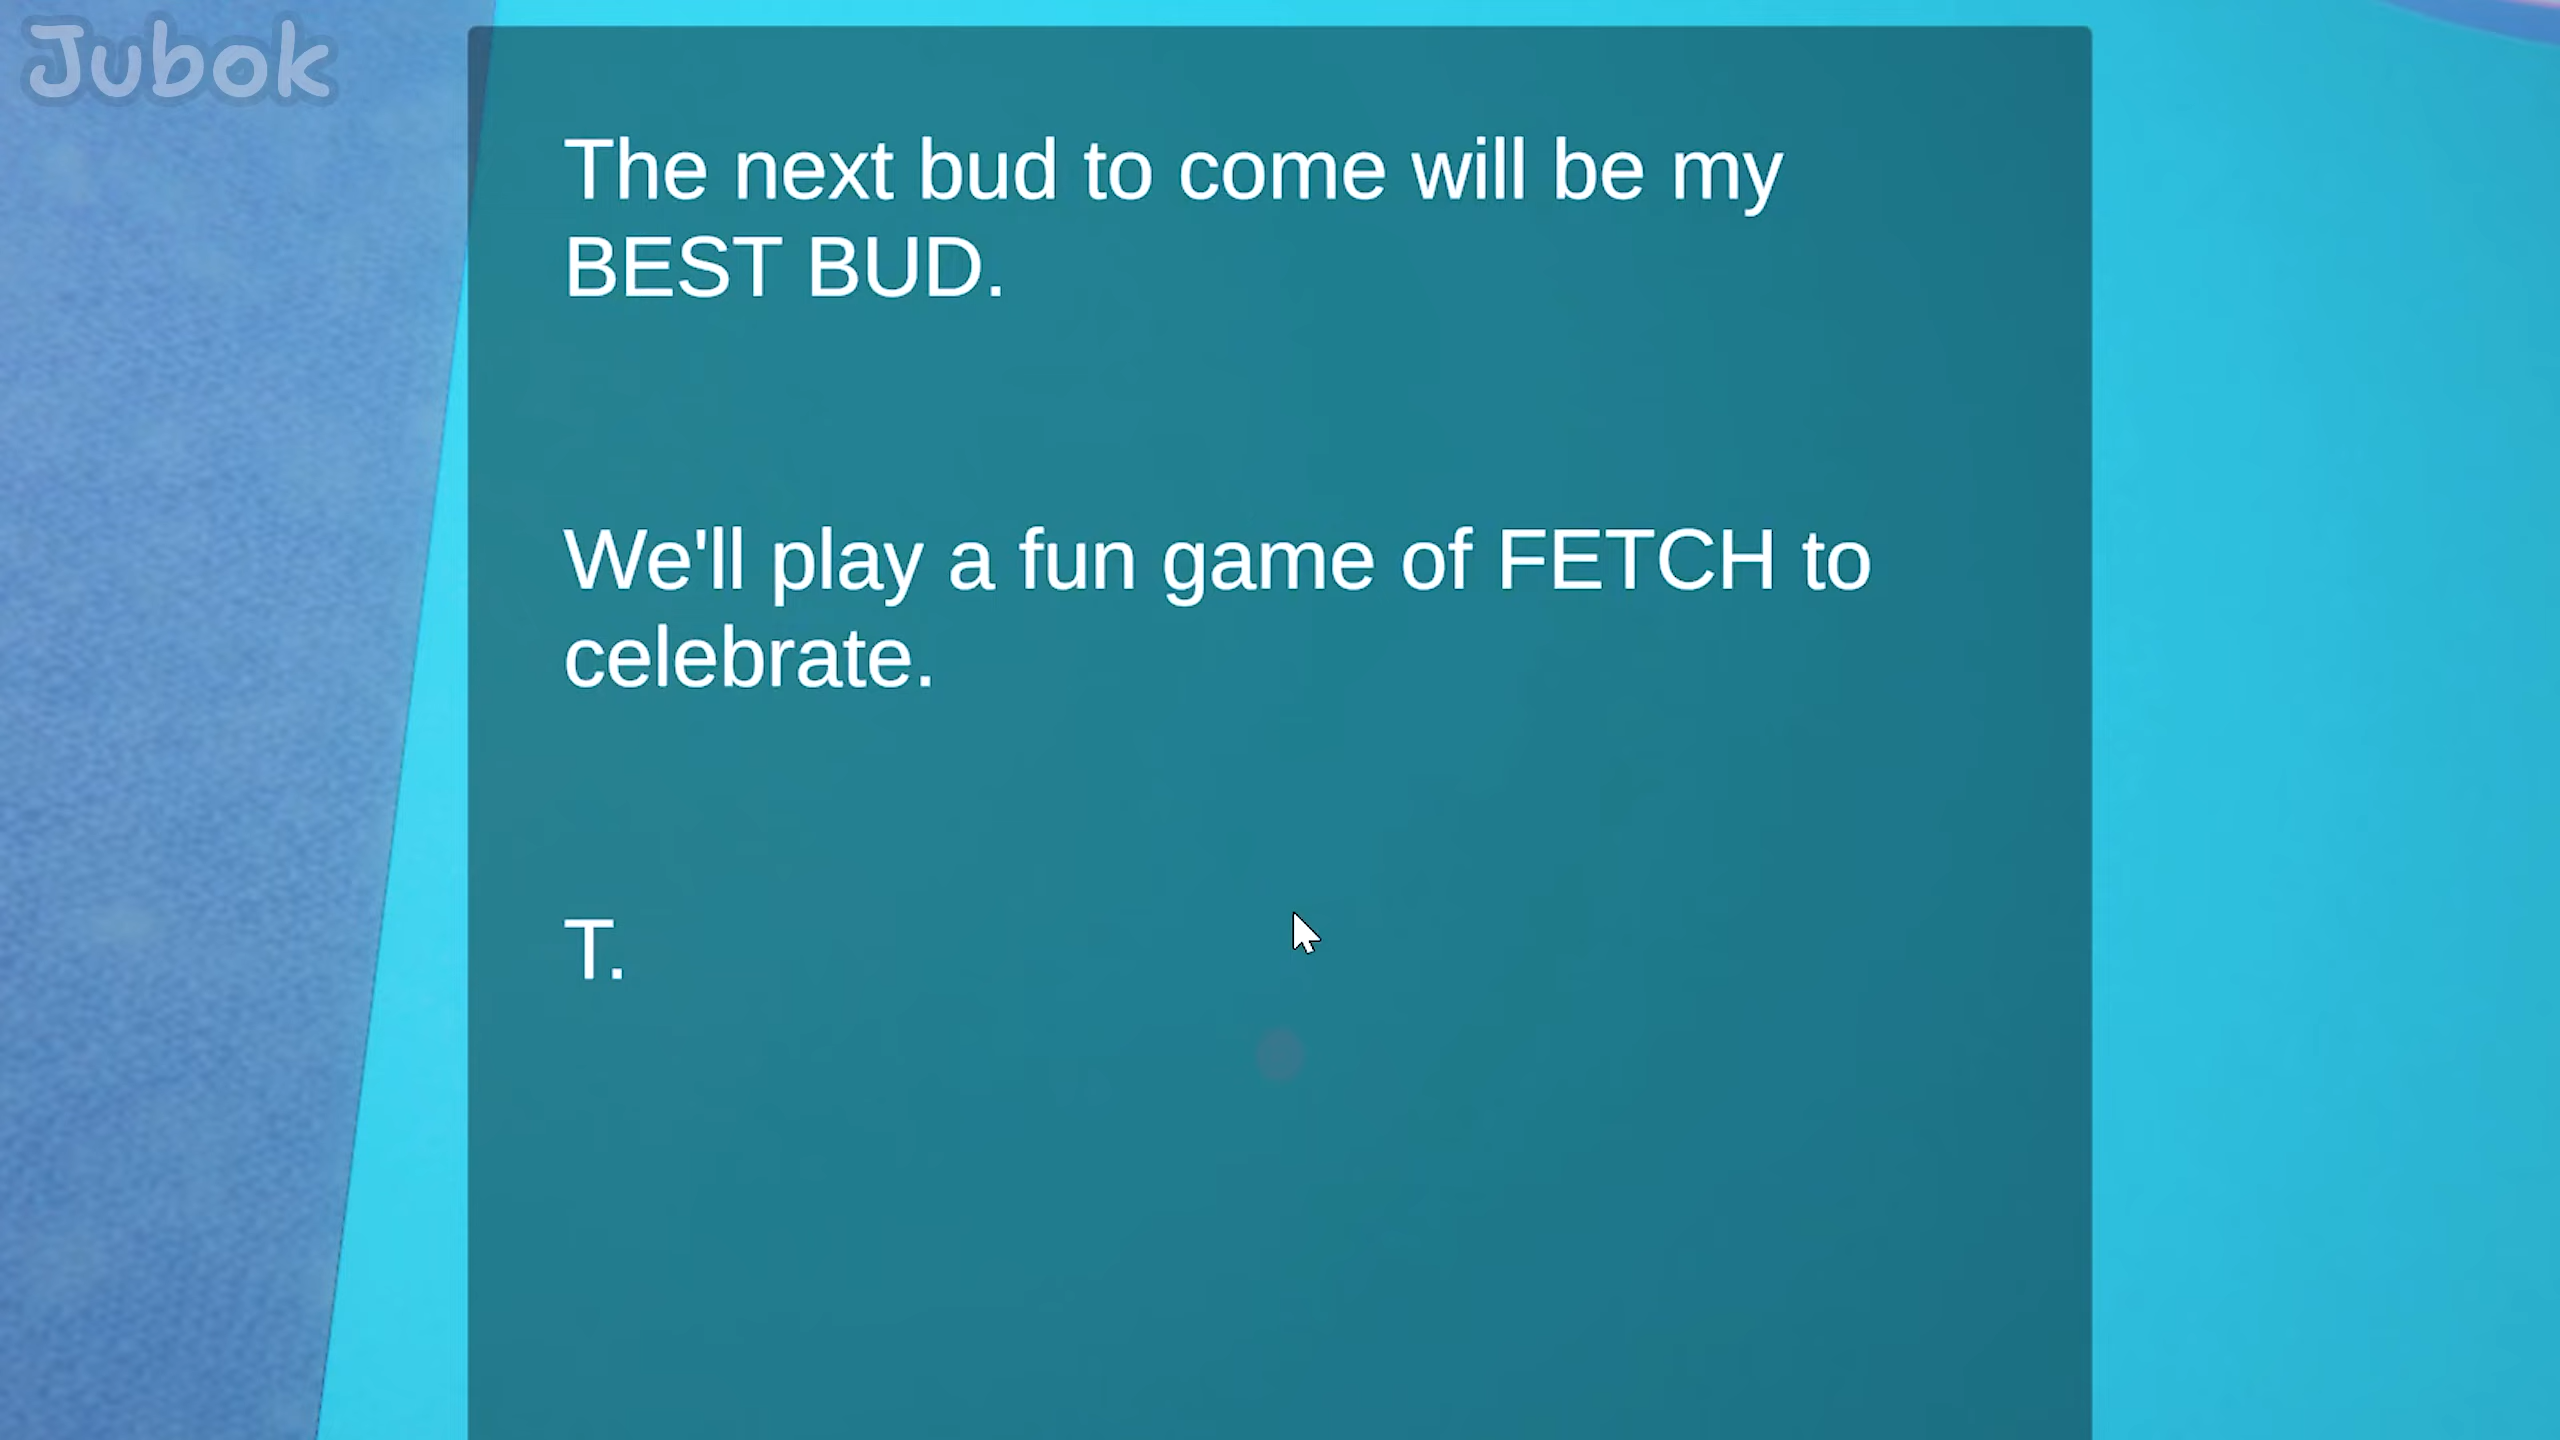 Jubok
The next bud to come will be my
BEST BUD.
We'll play a fun game of FETCH to
celebrate.
T.